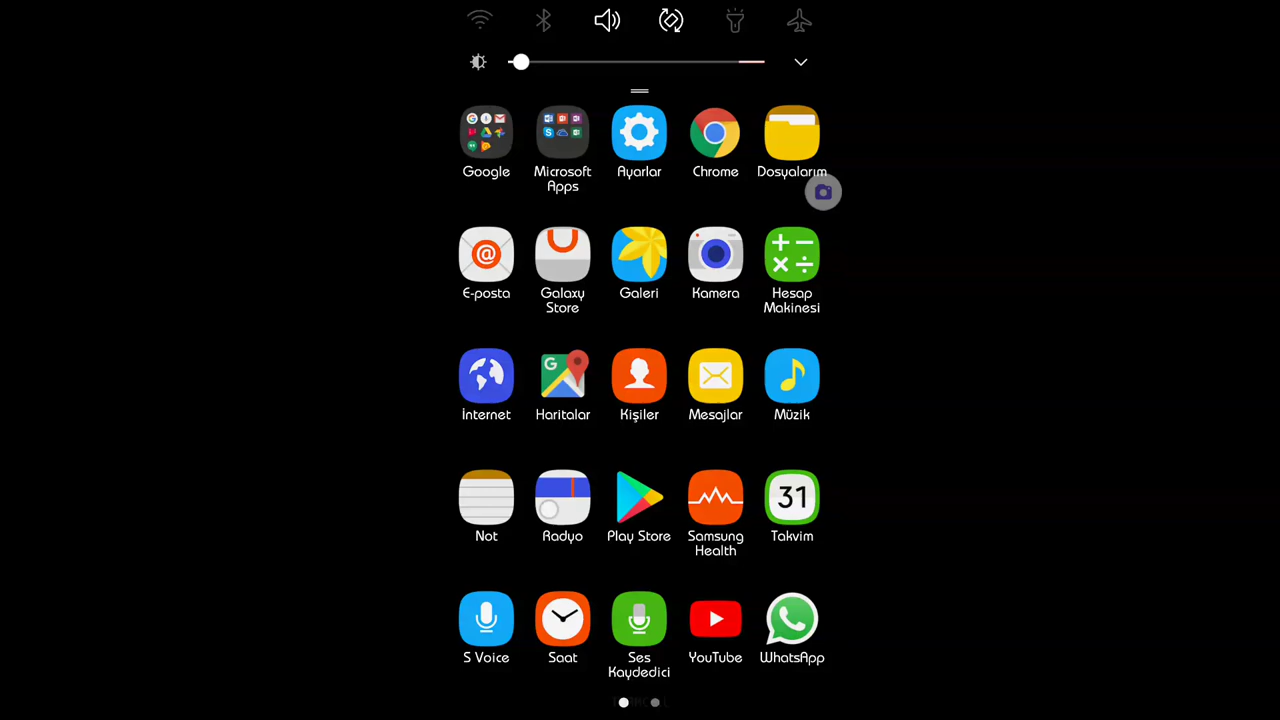 Google Microsoft Apps Ayarlar Chrome Dosyalarım
E-posta Galaxy Store Galeri Kamera Hesap Makinesi
İnternet Haritalar Kişiler Mesajlar Müzik
31
Not Radyo Play Store Samsung Health Takvim
S Voice Saat Ses Kaydedici YouTube WhatsApp